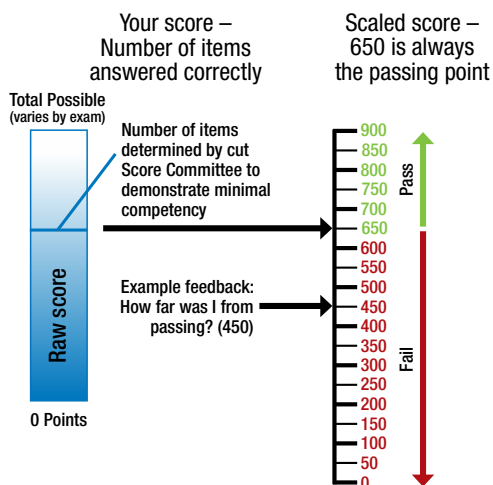 Your score –
Number of items
answered correctly
Scaled score –
650 is always
the passing point
Total Possible
(varies by exam)
Number of items
determined by cut
Score Committee to
demonstrate minimal
competency
Raw score
0 Points
Example feedback:
How far was I from
passing? (450)
900
850
800
750
700
650
600
550
500
450
400
350
300
250
200
150
100
50
0
Pass
Fail